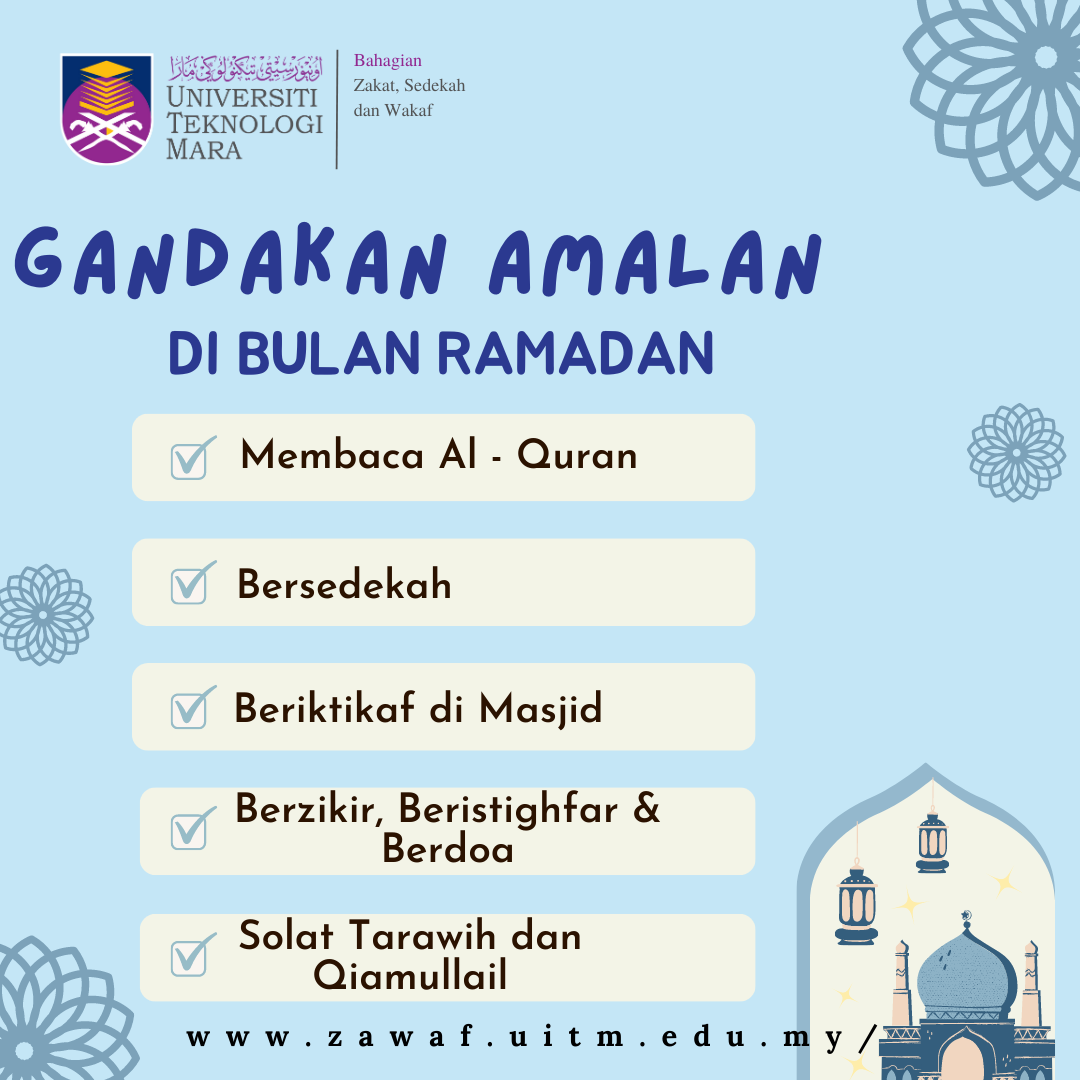 اونيۏرسيتي تيكنولوڬي مارا
UNIVERSITI
TEKNOLOGI
MARA
Bahagian
Zakat, Sedekah
dan Wakaf
GANDAKAN AMALAN
DI BULAN RAMADAN
Membaca Al - Quran
Bersedekah
Beriktikaf di Masjid
Berzikir, Beristighfar &
Berdoa
Solat Tarawih dan
Qiamullail
www.zawaf.uitm.edu.my/